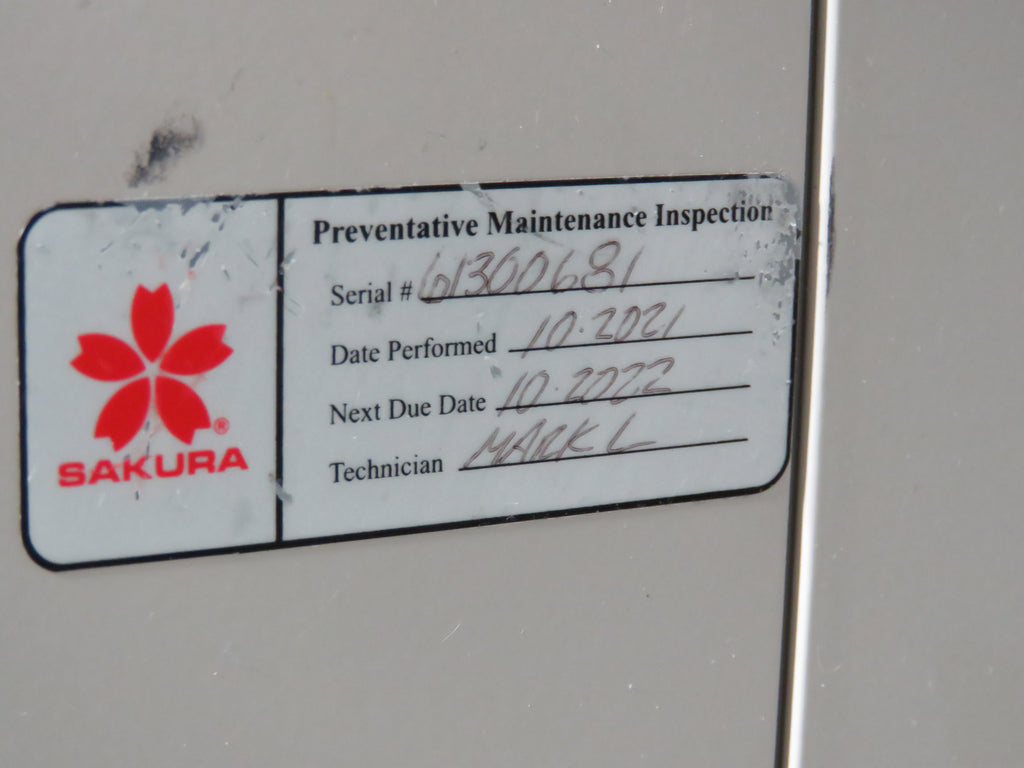 Preventative Maintenance Inspection
Serial # 61300681
Date Performed 10.2021
Next Due Date 10.2022
Technician MARK L
SAKURA®